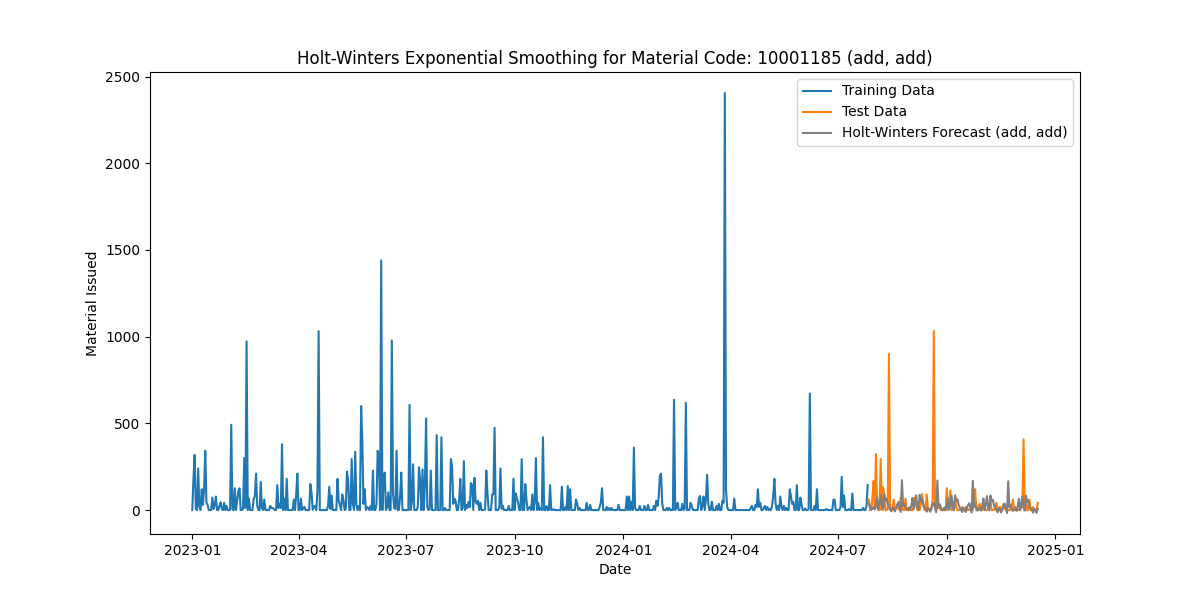 Holt-Winters Exponential Smoothing for Material Code: 10001185 (add, add)
2500
2000
1500
1000
500
0
Material Issued
Training Data
Test Data
Holt-Winters Forecast (add, add)
2023-01 2023-04 2023-07 2023-10 2024-01 2024-04 2024-07 2024-10 2025-01
Date